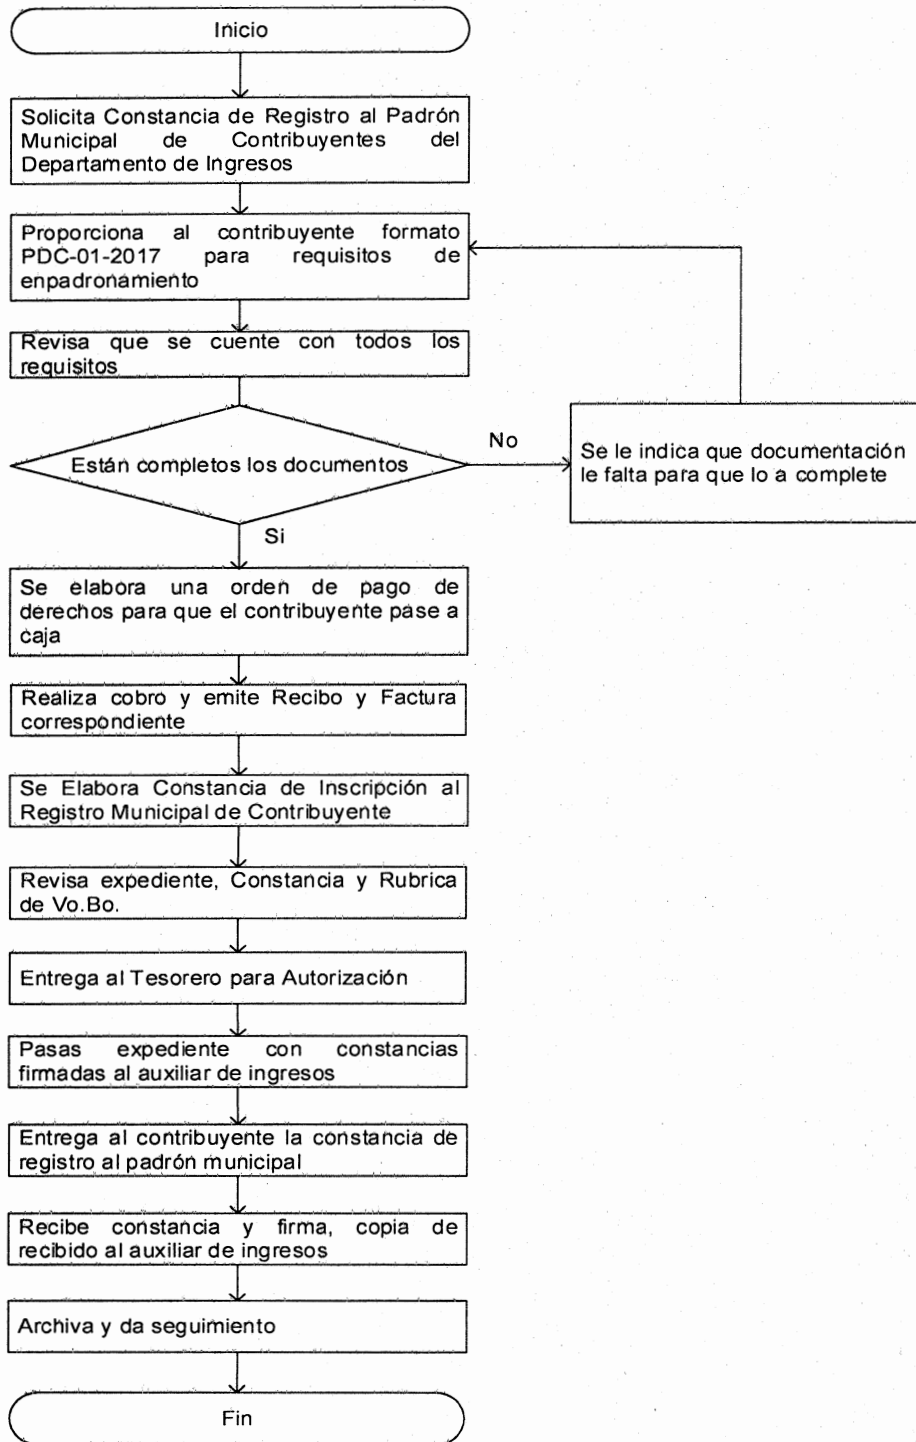 Inicio
Solicita Constancia de Registro al Padrón
Municipal de Contribuyentes del
Departamento de Ingresos
Proporciona al contribuyente formato
PDC-01-2017 para requisitos de
enpadronamiento
Revisa que se cuente con todos los
requisitos
Están completos los documentos
No
Se le indica que documentación
le falta para que lo a complete
Si
Se elabora una orden de pago de
derechos para que el contribuyente pase a
caja
Realiza cobro y emite Recibo y Factura
correspondiente
Se Elabora Constancia de Inscripción al
Registro Municipal de Contribuyente
Revisa expediente, Constancia y Rubrica
de Vo.Bo.
Entrega al Tesorero para Autorización
Pasas expediente con constancias
firmadas al auxiliar de ingresos
Entrega al contribuyente la constancia de
registro al padrón municipal
Recibe constancia y firma, copia de
recibido al auxiliar de ingresos
Archiva y da seguimiento
Fin